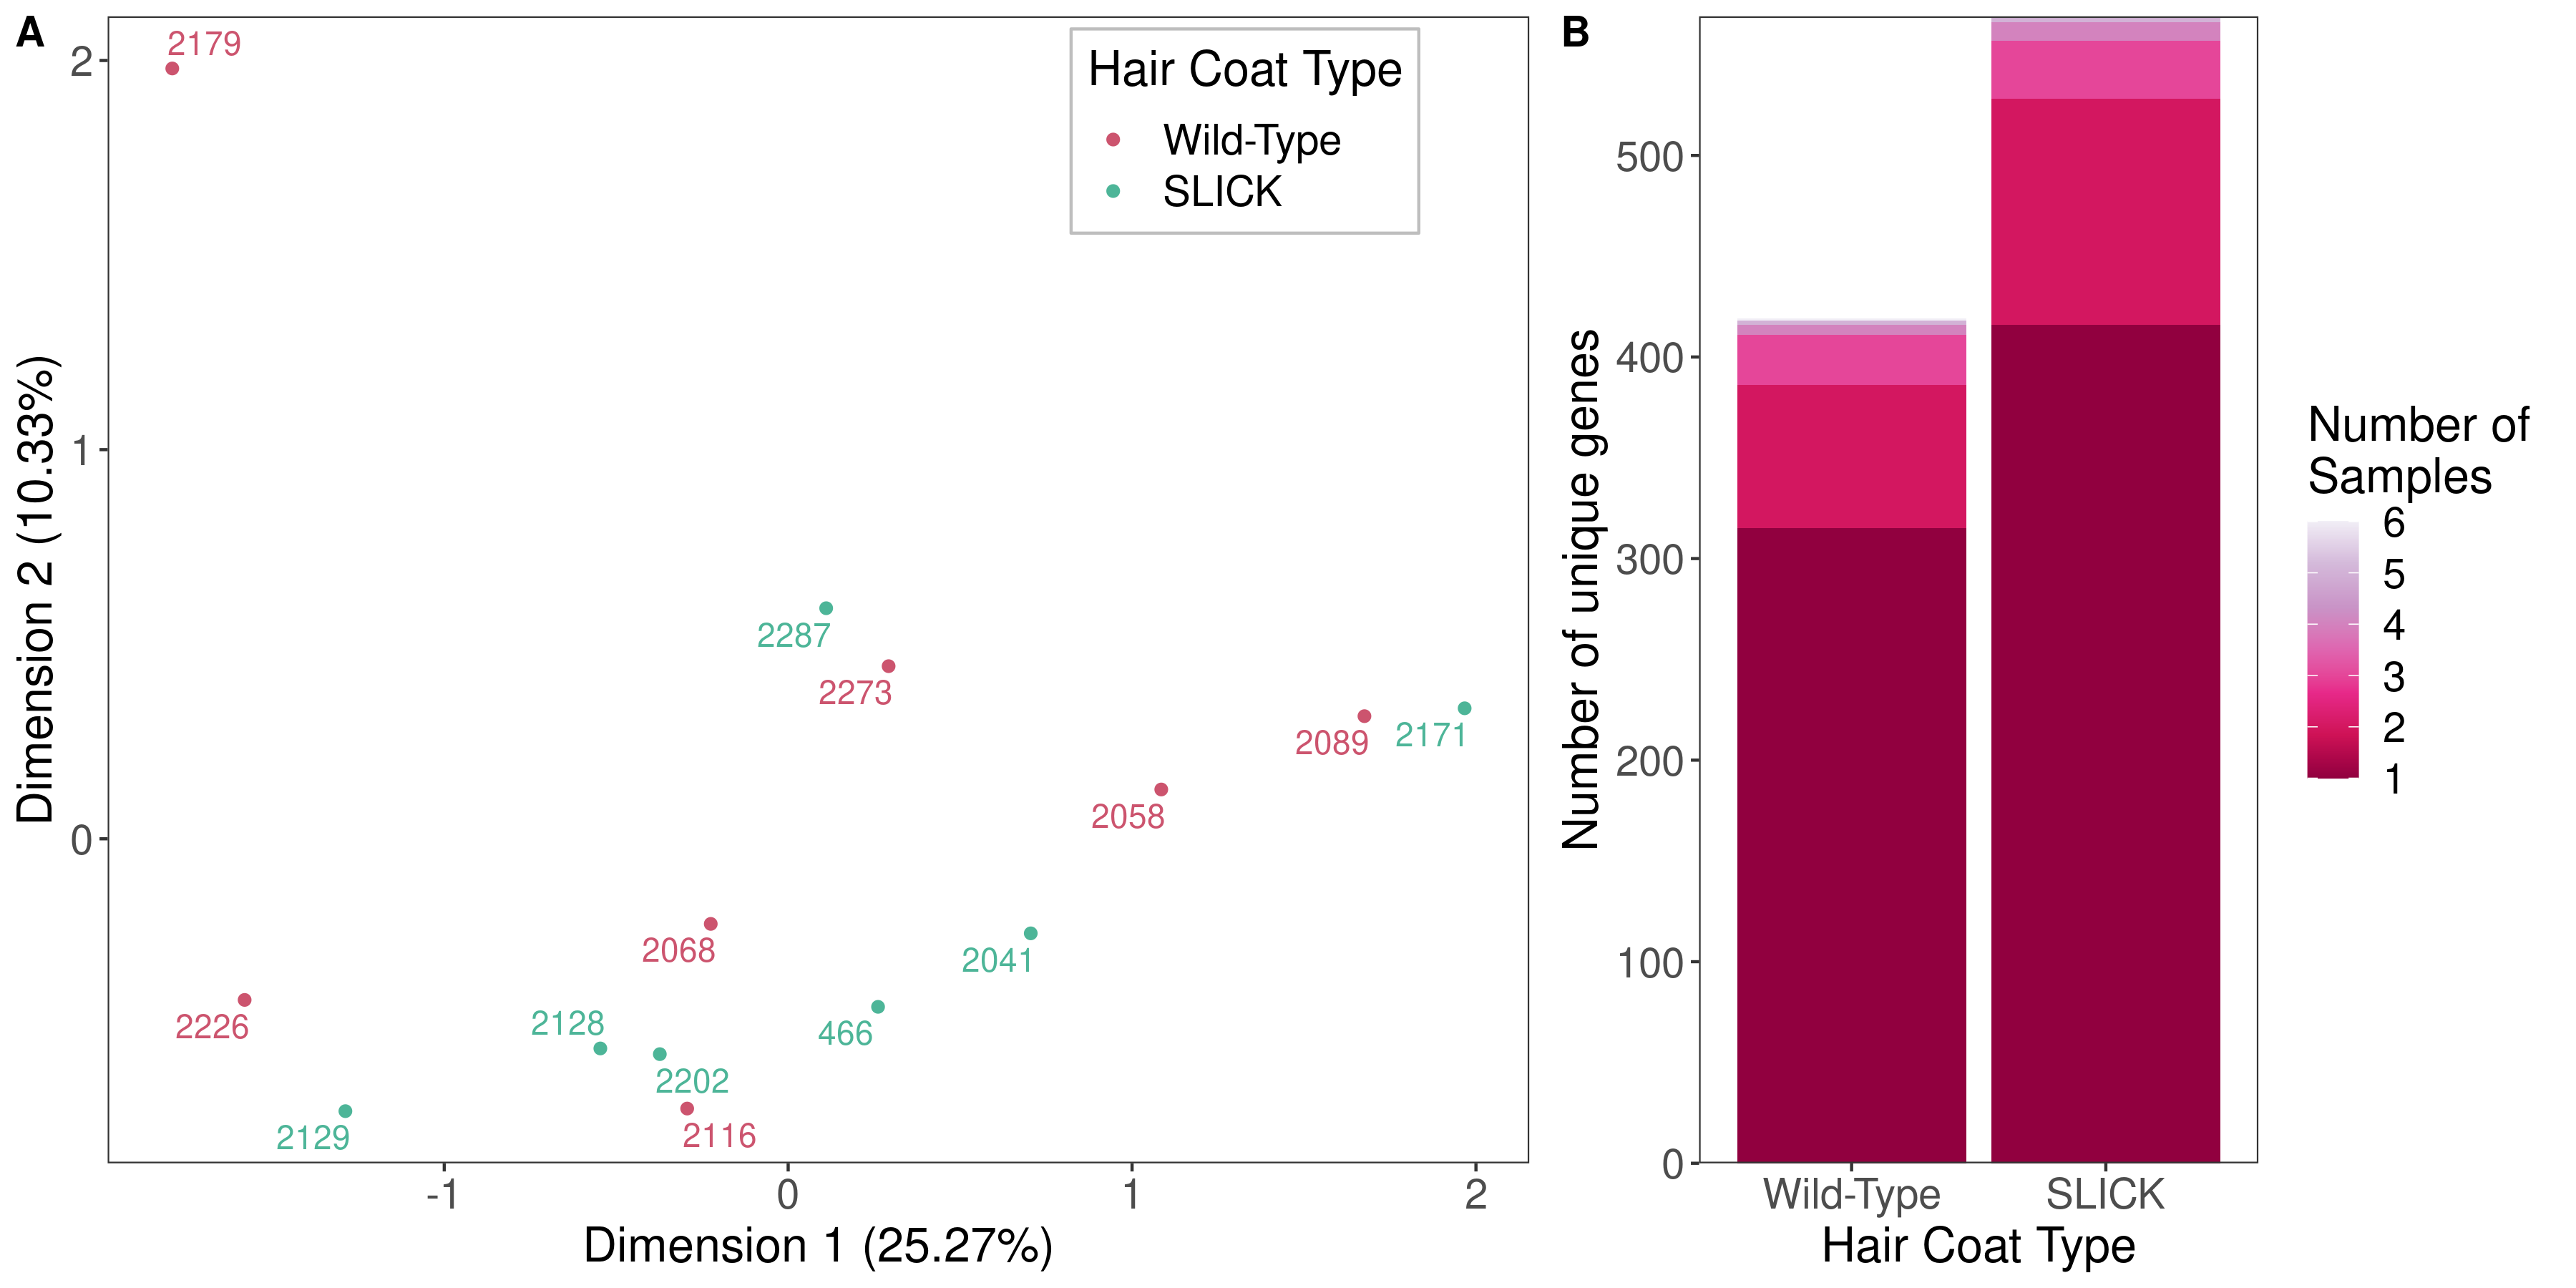 A
2179
2
1
0
Dimension 2 (10.33%)
Hair Coat Type
Wild-Type
SLICK
2287
2273
2089
2171
2058
2068
2041
2226
2128
466
2202
2129
2116
-1
0
1
2
Dimension 1 (25.27%)
B
500
400
300
200
100
0
Number of unique genes
Wild-Type
SLICK
Hair Coat Type
Number of
Samples
6
5
4
3
2
1